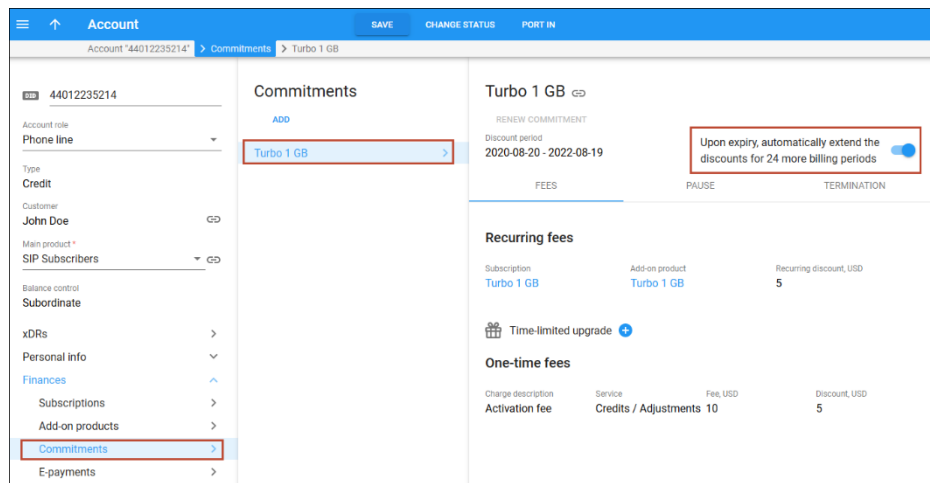 Account
SAVE
CHANGE STATUS
PORT IN
Account "44012235214" > Commitments > Turbo 1 GB
DID 44012235214
Account role
Phone line
Type
Credit
Customer
John Doe
Main product *
SIP Subscribers
Balance control
Subordinate
xDRs
Personal info
Finances
Subscriptions
Add-on products
Commitments
E-payments
Commitments
ADD
Turbo 1 GB
Turbo 1 GB
RENEW COMMITMENT
Discount period
2020-08-20 - 2022-08-19
Upon expiry, automatically extend the
discounts for 24 more billing periods
FEES PAUSE TERMINATION
Recurring fees
Subscription Add-on product Recurring discount, USD
Turbo 1 GB Turbo 1 GB 5
Time-limited upgrade
One-time fees
Charge description Service Fee, USD Discount, USD
Activation fee Credits / Adjustments 10 5